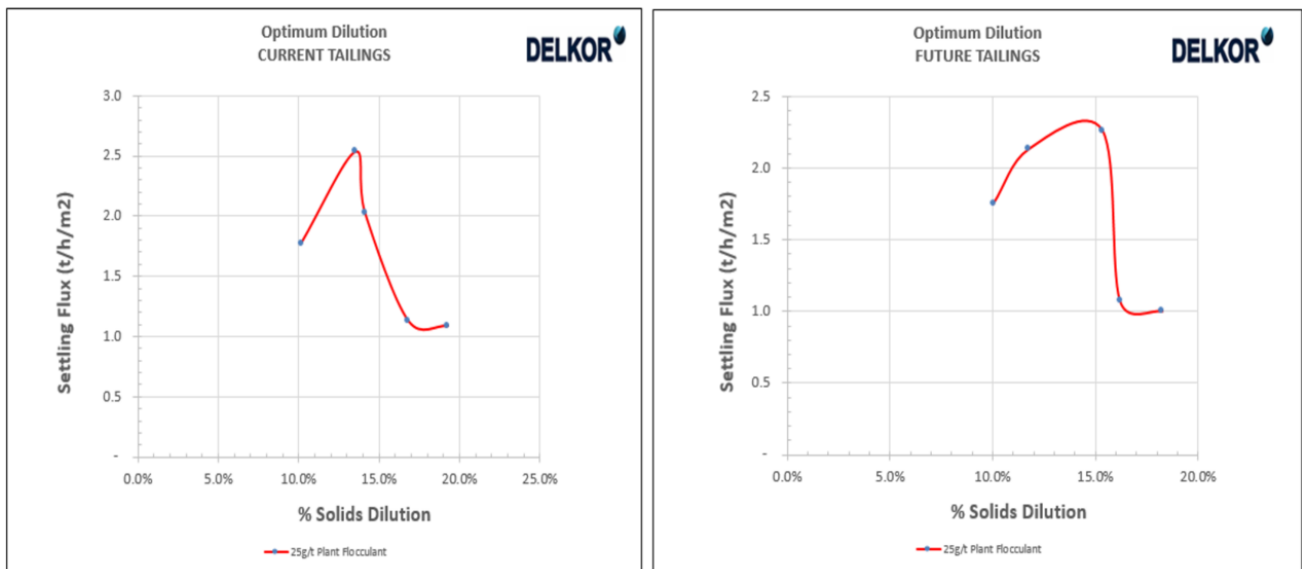 Optimum Dilution
CURRENT TAILINGS
DELKOR
3.0
2.5
2.0
1.5
1.0
0.5
-
Settling Flux (t/h/m2)
0.0%
5.0%
10.0%
15.0%
20.0%
25.0%
% Solids Dilution
25g/t Plant Flocculant
Optimum Dilution
FUTURE TAILINGS
DELKOR
2.5
2.0
1.5
1.0
0.5
-
Settling Flux (t/h/m2)
0.0%
5.0%
10.0%
15.0%
20.0%
% Solids Dilution
25g/t Plant Flocculant